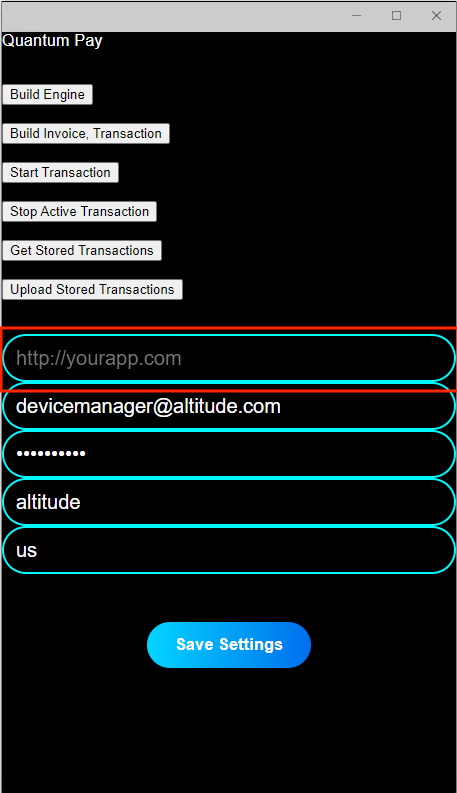 Quantum Pay
Build Engine
Build Invoice, Transaction
Start Transaction
Stop Active Transaction
Get Stored Transactions
Upload Stored Transactions
http://yourapp.com
devicemanager@altitude.com
••••••••••
altitude
us
Save Settings